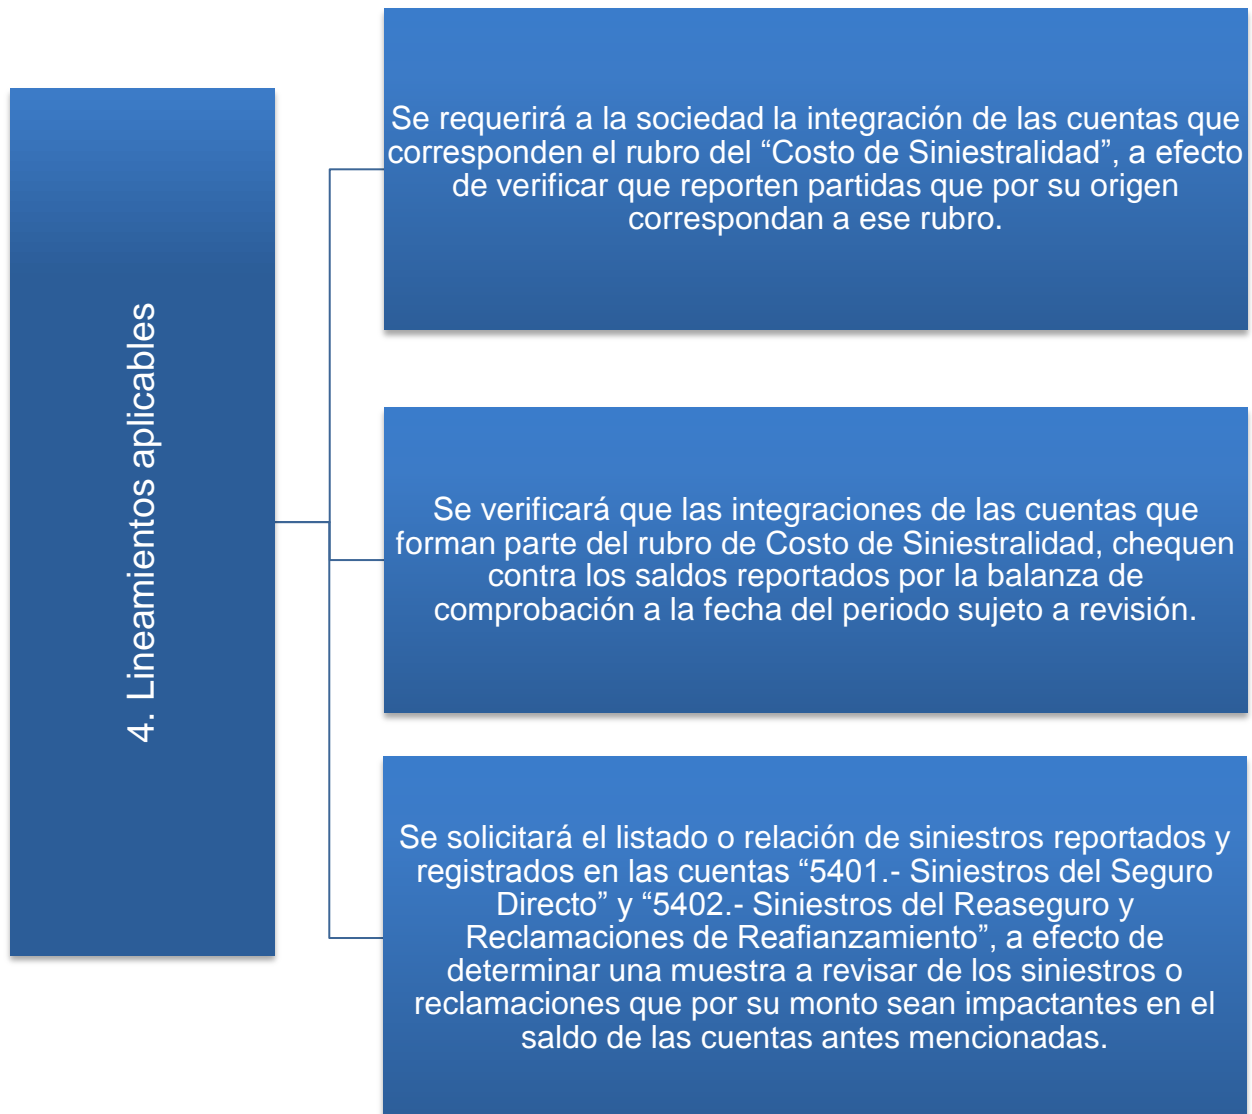 4. Lineamientos aplicables
Se requerirá a la sociedad la integración de las cuentas que
corresponden el rubro del “Costo de Siniestralidad”, a efecto
de verificar que reporten partidas que por su origen
correspondan a ese rubro.
Se verificará que las integraciones de las cuentas que
forman parte del rubro de Costo de Siniestralidad, chequen
contra los saldos reportados por la balanza de
comprobación a la fecha del periodo sujeto a revisión.
Se solicitará el listado o relación de siniestros reportados y
registrados en las cuentas “5401.- Siniestros del Seguro
Directo” y “5402.- Siniestros del Reaseguro y
Reclamaciones de Reafianzamiento”, a efecto de
determinar una muestra a revisar de los siniestros o
reclamaciones que por su monto sean impactantes en el
saldo de las cuentas antes mencionadas.